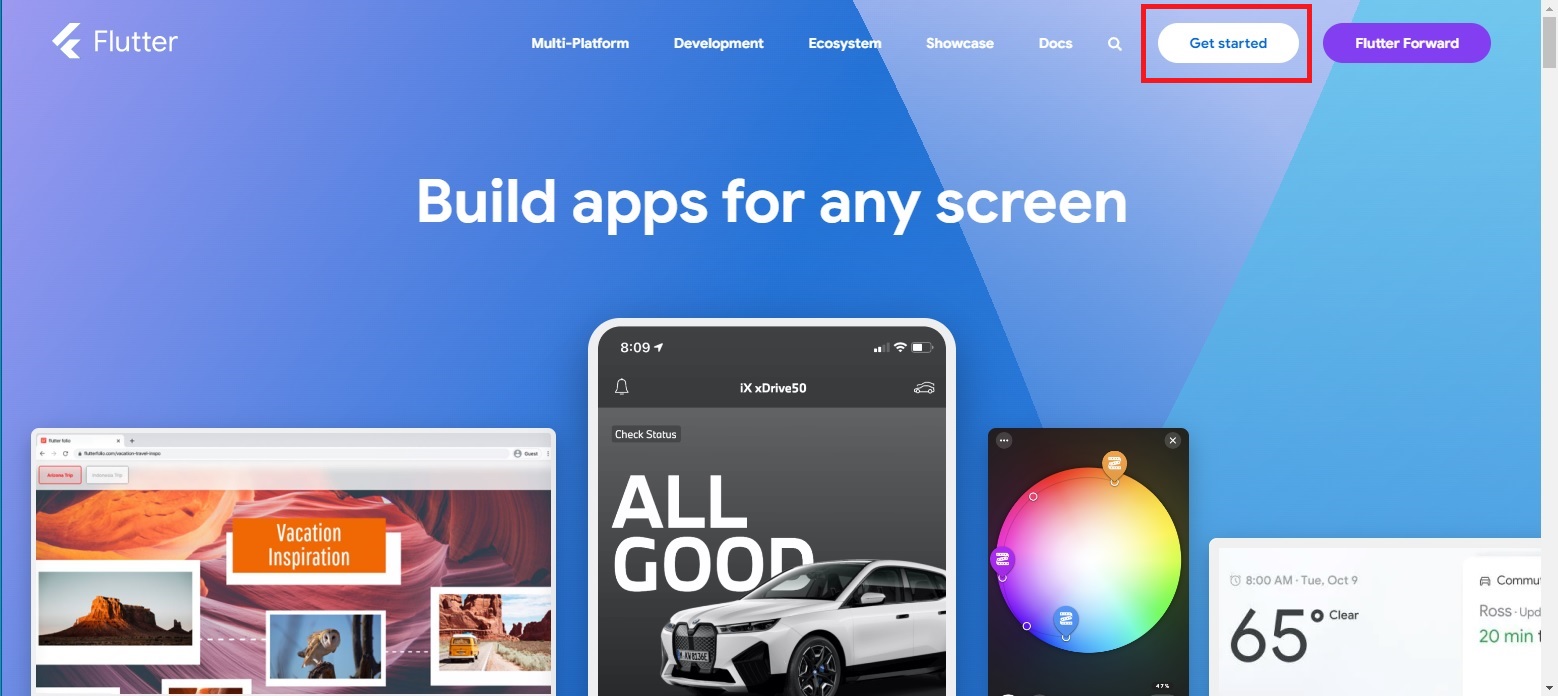 Flutter
Multi-Platform
Development
Ecosystem
Showcase
Docs
Get started
Flutter Forward
Build apps for any screen
8:09
iX xDrive50
Check Status
ALL
GOOD
flutter folio
flutterfolio.com/vacation-travel-inspo
Guest
Arizona Trip
Indonesia Trip
Vacation
Inspiration
47%
8:00 AM · Tue, Oct 9
65° Clear
Commu
Ross · Upd
20 min t